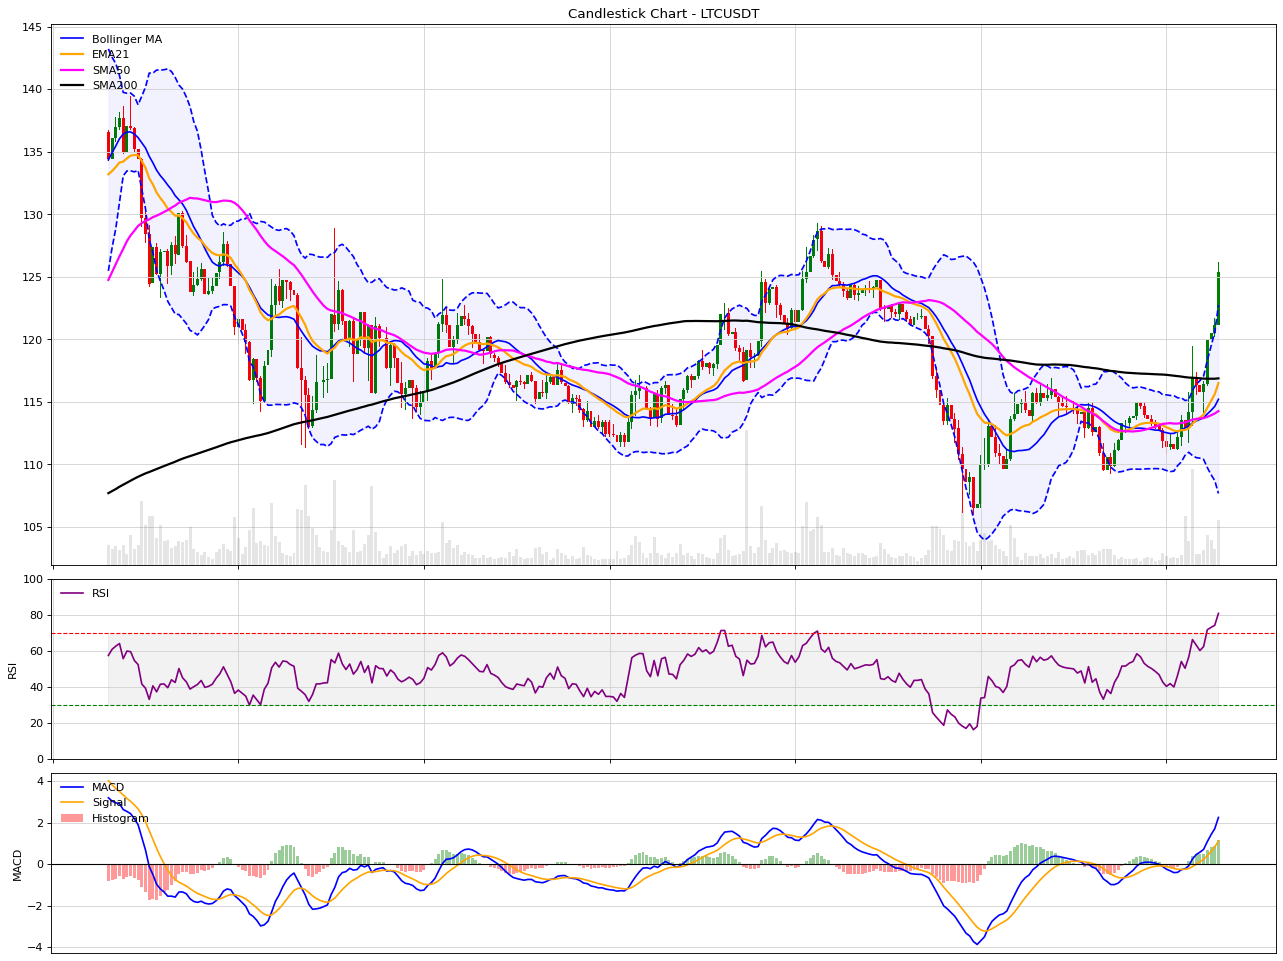 Candlestick Chart - LTCUSDT
145
140
135
130
125
120
115
110
105
Bollinger MA
EMA21
SMA50
SMA200
100
80
60
40
20
0
RSI
RSI
4
2
0
−2
−4
MACD
MACD
Signal
Histogram